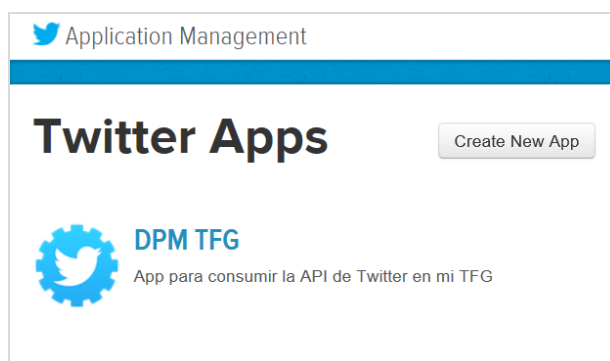 Application Management
Twitter Apps
Create New App
DPM TFG
App para consumir la API de Twitter en mi TFG